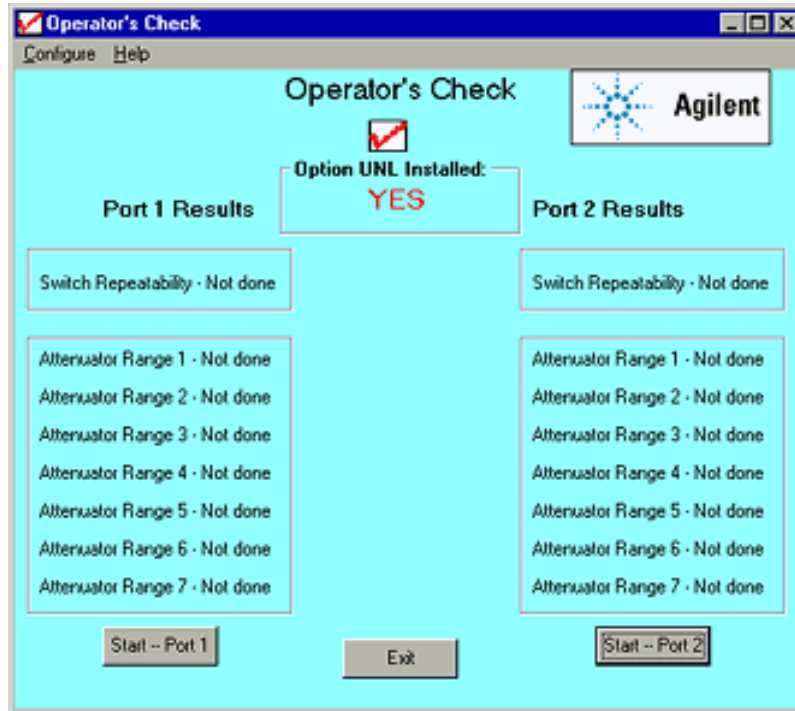 Operator's Check
Configure Help
Operator's Check
Agilent
Option UNL Installed:
YES
Port 1 Results
Port 2 Results
Switch Repeatability - Not done
Switch Repeatability - Not done
Attenuator Range 1 - Not done
Attenuator Range 2 - Not done
Attenuator Range 3 - Not done
Attenuator Range 4 - Not done
Attenuator Range 5 - Not done
Attenuator Range 6 - Not done
Attenuator Range 7 - Not done
Attenuator Range 1 - Not done
Attenuator Range 2 - Not done
Attenuator Range 3 - Not done
Attenuator Range 4 - Not done
Attenuator Range 5 - Not done
Attenuator Range 6 - Not done
Attenuator Range 7 - Not done
Start -- Port 1
Exit
Start -- Port 2